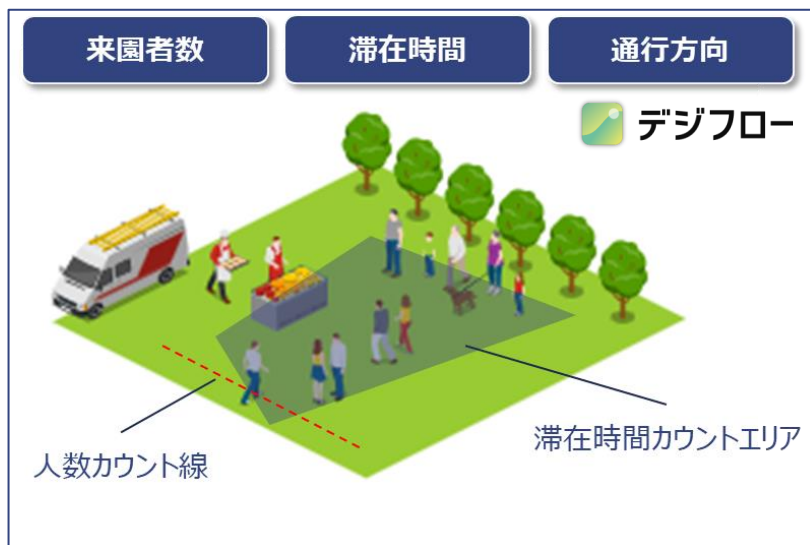 来園者数
滞在時間
通行方向
デジフロー
滞在時間カウントエリア
人数カウント線